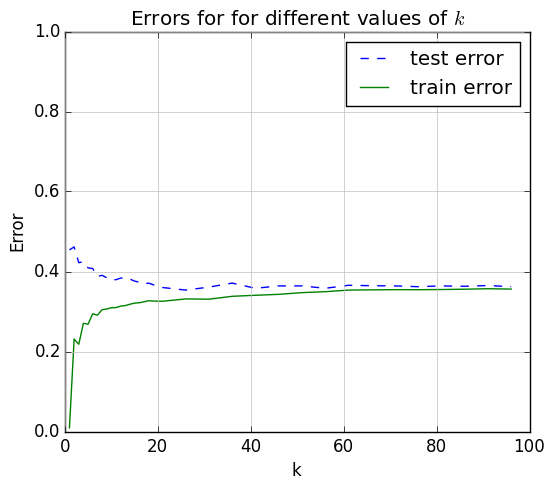 Errors for for different values of k
test error
train error
1.0
0.8
0.6
0.4
0.2
0.0
Error
0 20 40 60 80 100
k